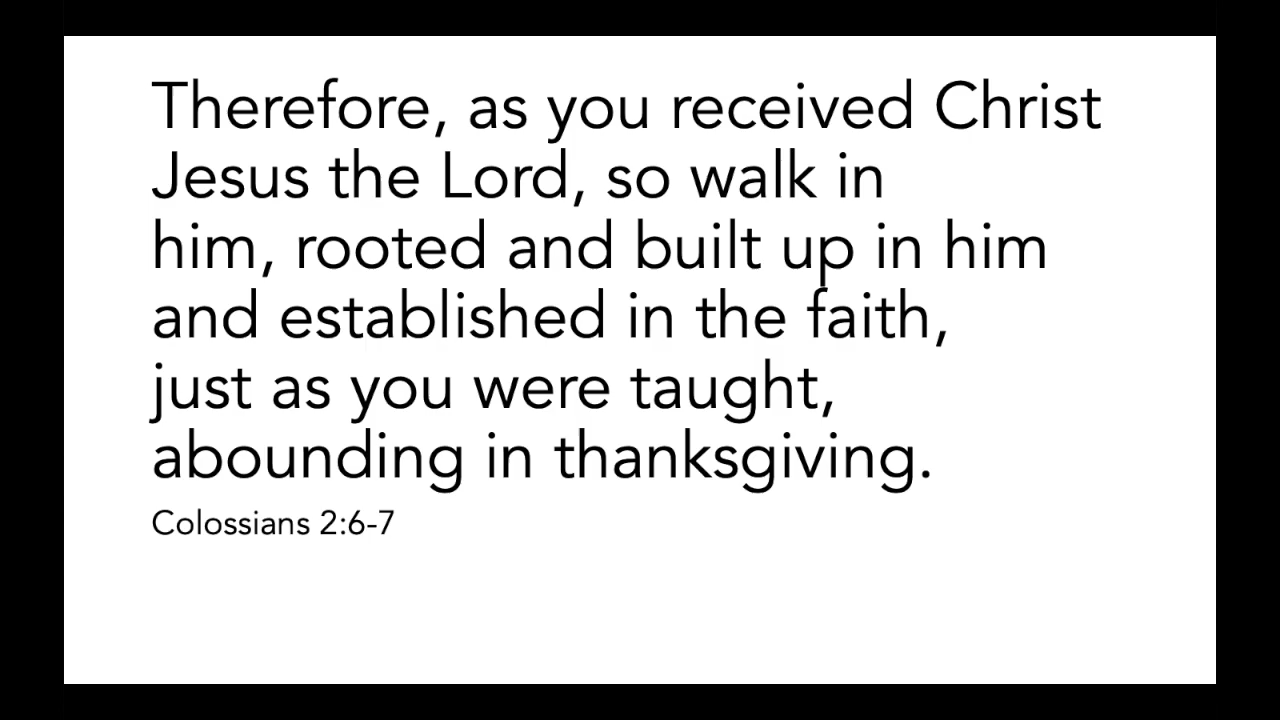 Therefore, as you received Christ
Jesus the Lord, so walk in
him, rooted and built up in him
and established in the faith,
just as you were taught,
abounding in thanksgiving.
Colossians 2:6-7